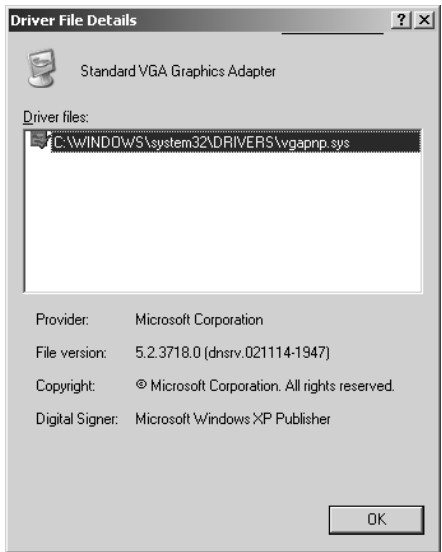 Driver File Details
Standard VGA Graphics Adapter
Driver files:
C:\WINDOWS\system32\DRIVERS\vgapnp.sys
Provider: Microsoft Corporation
File version: 5.2.3718.0 (dnsrv.021114-1947)
Copyright: © Microsoft Corporation. All rights reserved.
Digital Signer: Microsoft Windows XP Publisher
OK